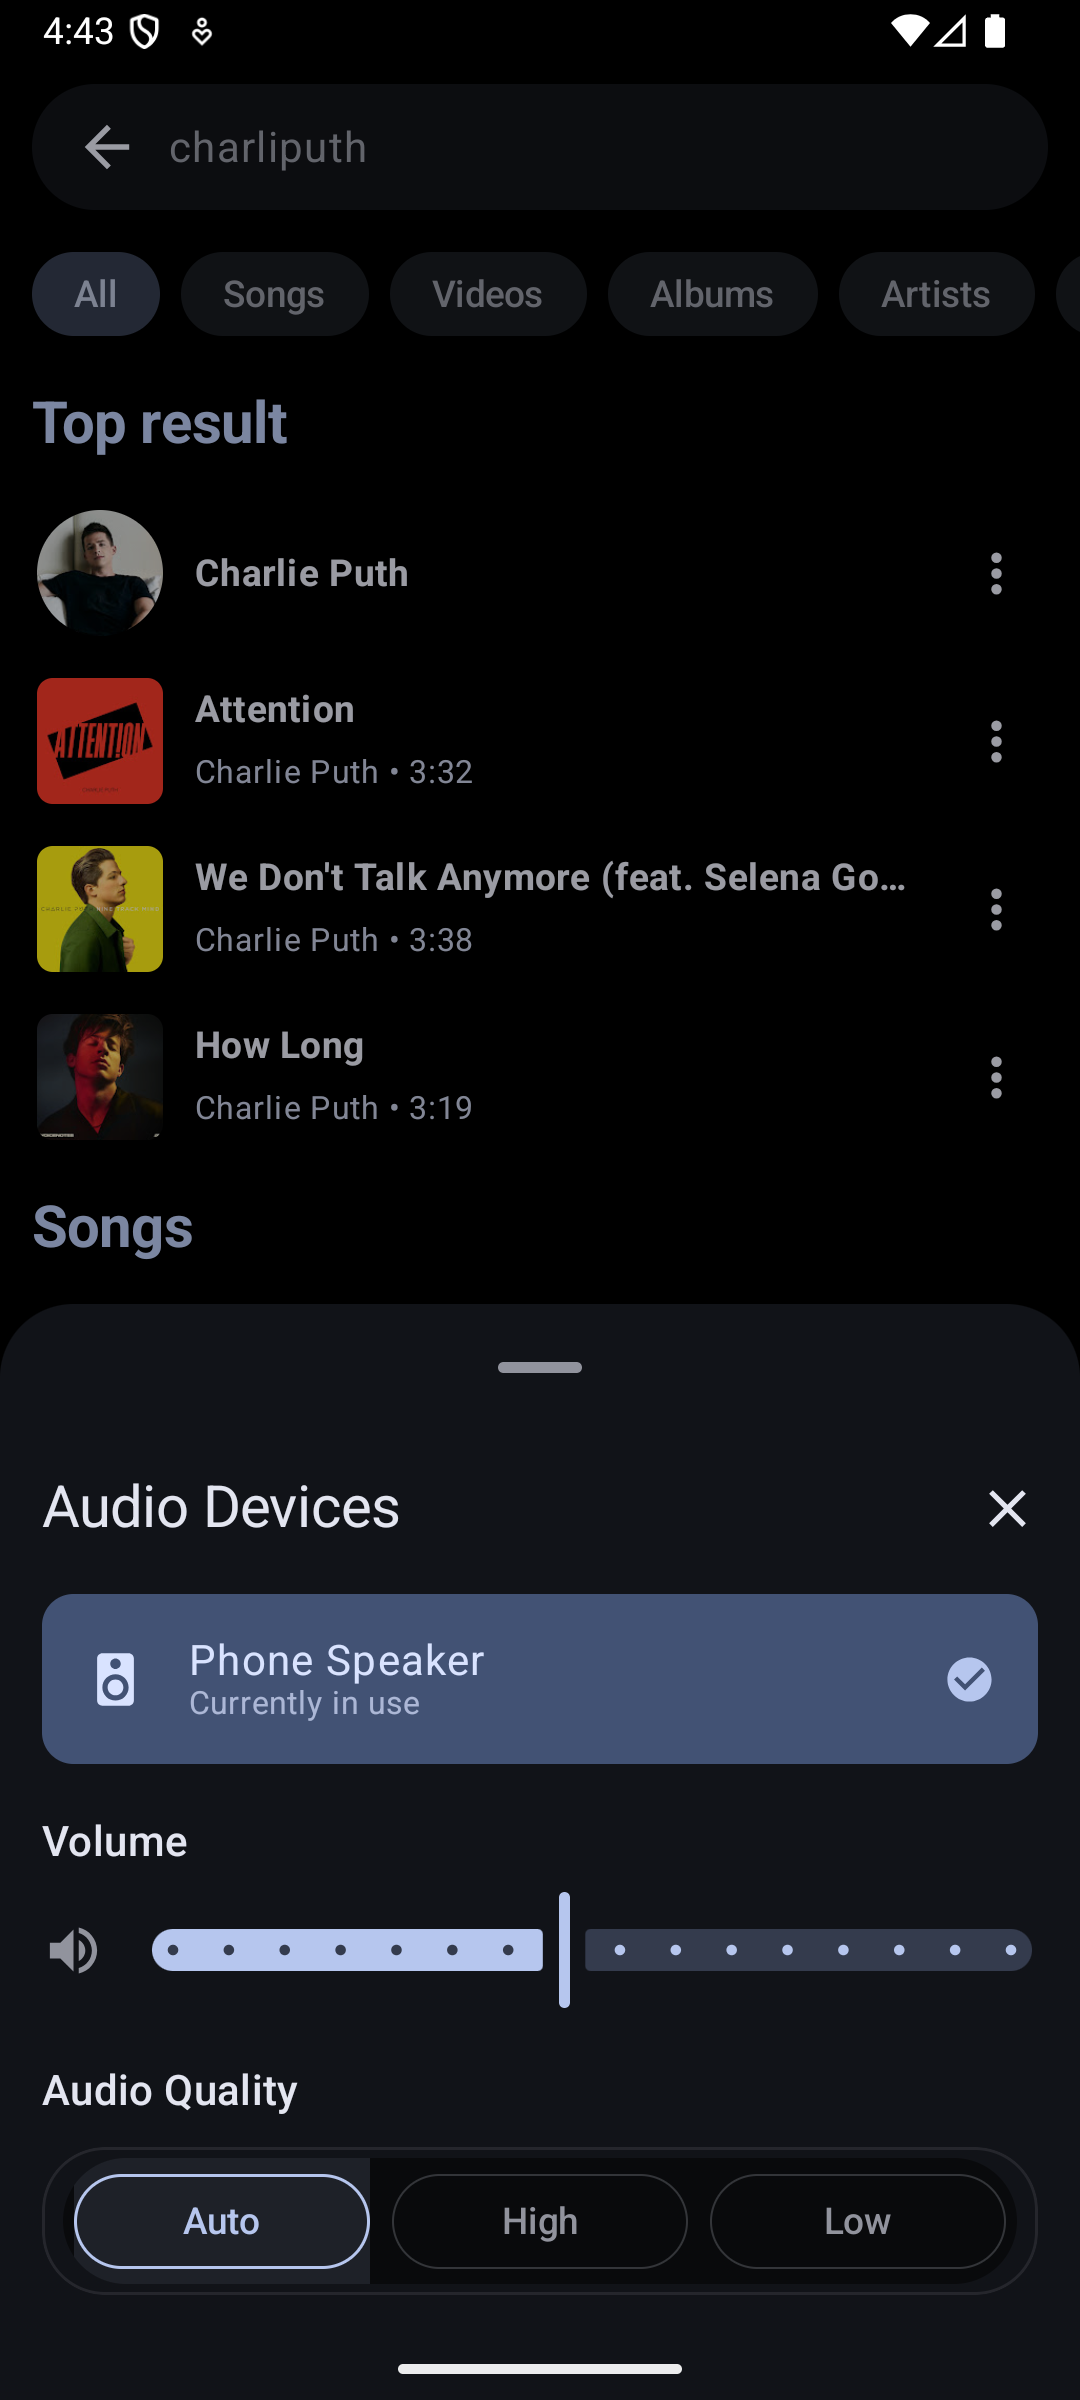 4:43
charliputh
All Songs Videos Albums Artists
Top result
Charlie Puth
ATTENTION
Attention
Charlie Puth • 3:32
We Don't Talk Anymore (feat. Selena Go...
Charlie Puth • 3:38
How Long
Charlie Puth • 3:19
Songs
Audio Devices
Phone Speaker
Currently in use
Volume
Audio Quality
Auto High Low